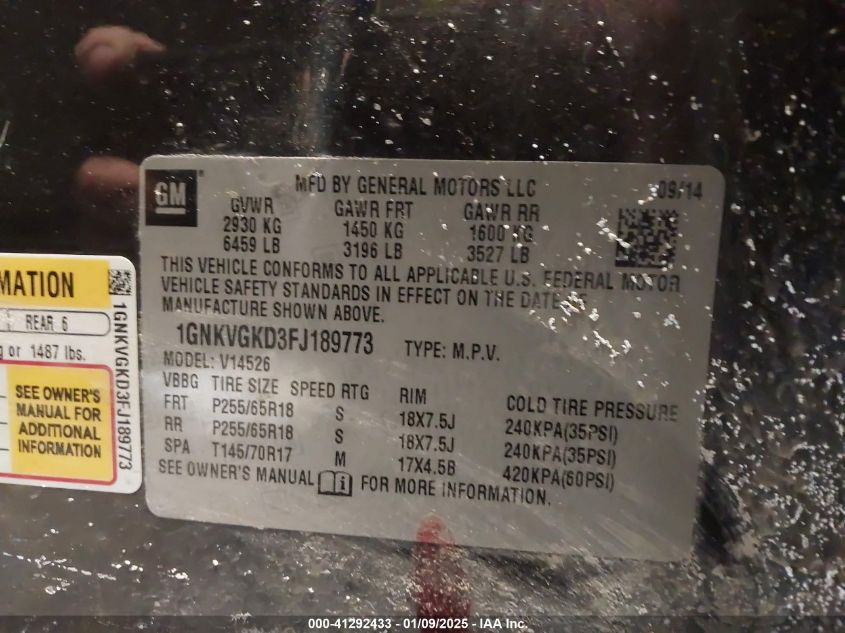 GM
MFD BY GENERAL MOTORS LLC
09/14
GVWR GAWR FRT GAWR RR
2930 KG 1450 KG 1600 KG
6459 LB 3196 LB 3527 LB
THIS VEHICLE CONFORMS TO ALL APPLICABLE U.S. FEDERAL MOTOR
VEHICLE SAFETY STANDARDS IN EFFECT ON THE DATE OF
MANUFACTURE SHOWN ABOVE.
1GNKVGKD3FJ189773 TYPE: M.P.V.
MODEL: V14526
VBBG TIRE SIZE SPEED RTG RIM COLD TIRE PRESSURE
FRT P255/65R18 S 18X7.5J 240KPA(35PSI)
RR P255/65R18 S 18X7.5J 240KPA(35PSI)
SPA T145/70R17 M 17X4.5B 420KPA(60PSI)
SEE OWNER'S MANUAL FOR MORE INFORMATION.
MATION
REAR 6
g or 1487 lbs.
SEE OWNER'S
MANUAL FOR
ADDITIONAL
INFORMATION
1GNKVGKD3FJ189773
000-41292433 - 01/09/2025 - IAA Inc.